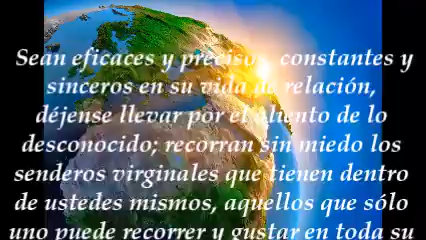 Sean eficaces y precisos, constantes y
sinceros en su vida de relación,
déjense llevar por el aliento de lo
desconocido; recorran sin miedo los
senderos virginales que tienen dentro
de ustedes mismos, aquellos que sólo
uno puede recorrer y gustar en toda su